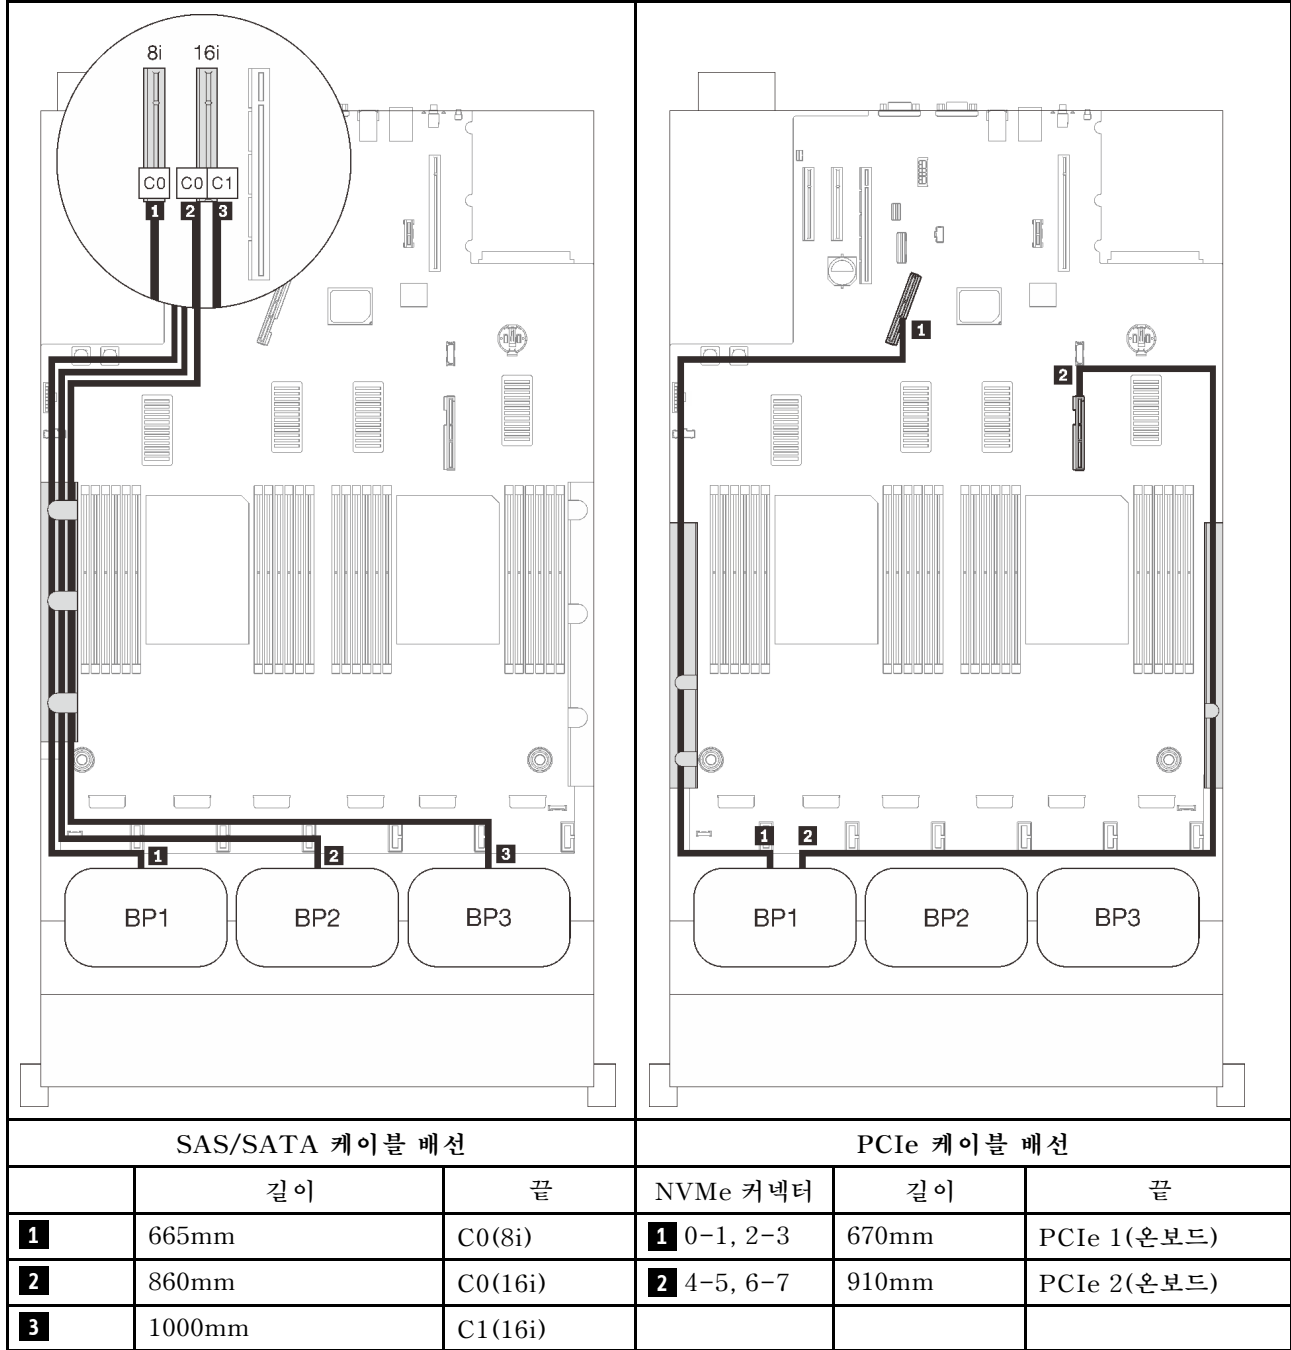 8i 16i
C0 C0 C1
1 2 3
1 2 3
BP1 BP2 BP3
1
2
1 2
BP1 BP2 BP3
SAS/SATA 케이블 배선
PCIe 케이블 배선
길이 끝 NVMe 커넥터 길이 끝
1 665mm C0(8i) 1 0-1, 2-3 670mm PCIe 1(온보드)
2 860mm C0(16i) 2 4-5, 6-7 910mm PCIe 2(온보드)
3 1000mm C1(16i)